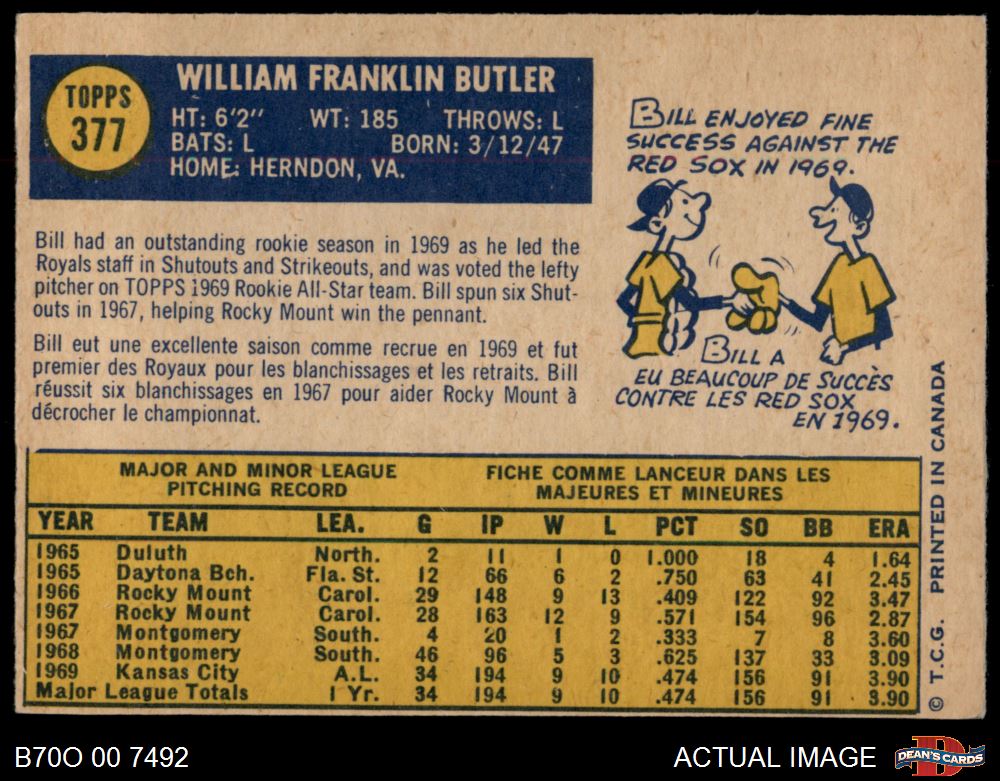 TOPPS
377
WILLIAM FRANKLIN BUTLER
HT: 6'2" WT: 185 THROWS: L
BATS: L BORN: 3/12/47
HOME: HERNDON, VA.
BILL ENJOYED FINE
SUCCESS AGAINST THE
RED SOX IN 1969.
Bill had an outstanding rookie season in 1969 as he led the
Royals staff in Shutouts and Strikeouts, and was voted the lefty
pitcher on TOPPS 1969 Rookie All-Star team. Bill spun six Shut-
outs in 1967, helping Rocky Mount win the pennant.
Bill eut une excellente saison comme recrue en 1969 et fut
premier des Royaux pour les blanchissages et les retraits. Bill
réussit six blanchissages en 1967 pour aider Rocky Mount à
décrocher le championnat.
BILL A
EU BEAUCOUP DE SUCCÈS
CONTRE LES RED SOX
EN 1969.
MAJOR AND MINOR LEAGUE
PITCHING RECORD
FICHE COMME LANCEUR DANS LES
MAJEURES ET MINEURES
YEAR TEAM LEA. G IP W L PCT SO BB ERA
1965 Duluth North. 2 11 1 0 1.000 18 4 1.64
1965 Daytona Bch. Fla. St. 12 66 6 2 .750 63 41 2.45
1966 Rocky Mount Carol. 29 148 9 13 .409 122 92 3.47
1967 Rocky Mount Carol. 28 163 12 9 .571 154 96 2.87
1967 Montgomery South. 4 20 1 2 .333 7 8 3.60
1968 Montgomery South. 46 96 5 3 .625 137 33 3.09
1969 Kansas City A.L. 34 194 9 10 .474 156 91 3.90
Major League Totals 1 Yr. 34 194 9 10 .474 156 91 3.90
© T.C.G. PRINTED IN CANADA
B70O 00 7492
ACTUAL IMAGE
DEAN'S CARDS